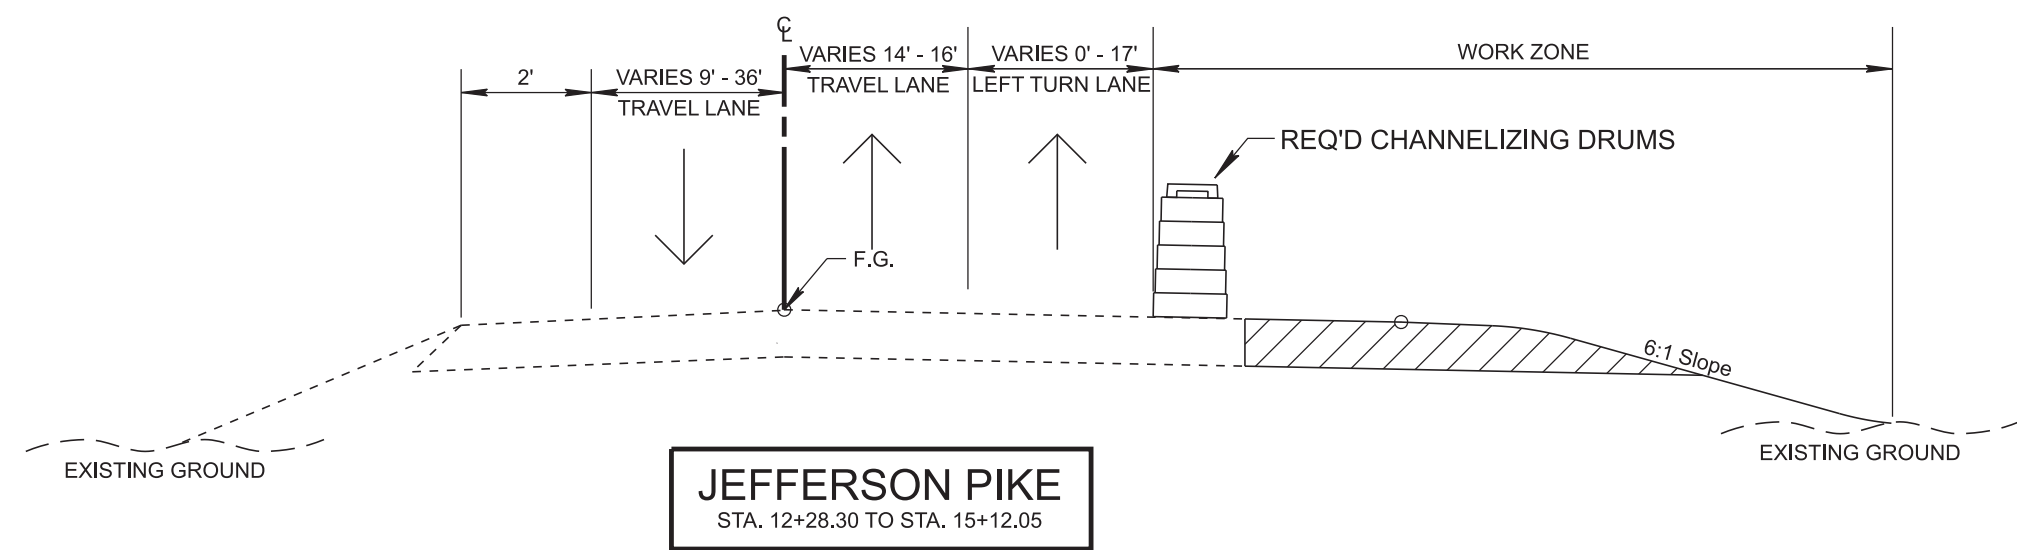 ℄
2'
VARIES 9' - 36'
TRAVEL LANE
VARIES 14' - 16'
TRAVEL LANE
VARIES 0' - 17'
LEFT TURN LANE
WORK ZONE
REQ'D CHANNELIZING DRUMS
F.G.
6:1 Slope
EXISTING GROUND
EXISTING GROUND
JEFFERSON PIKE
STA. 12+28.30 TO STA. 15+12.05